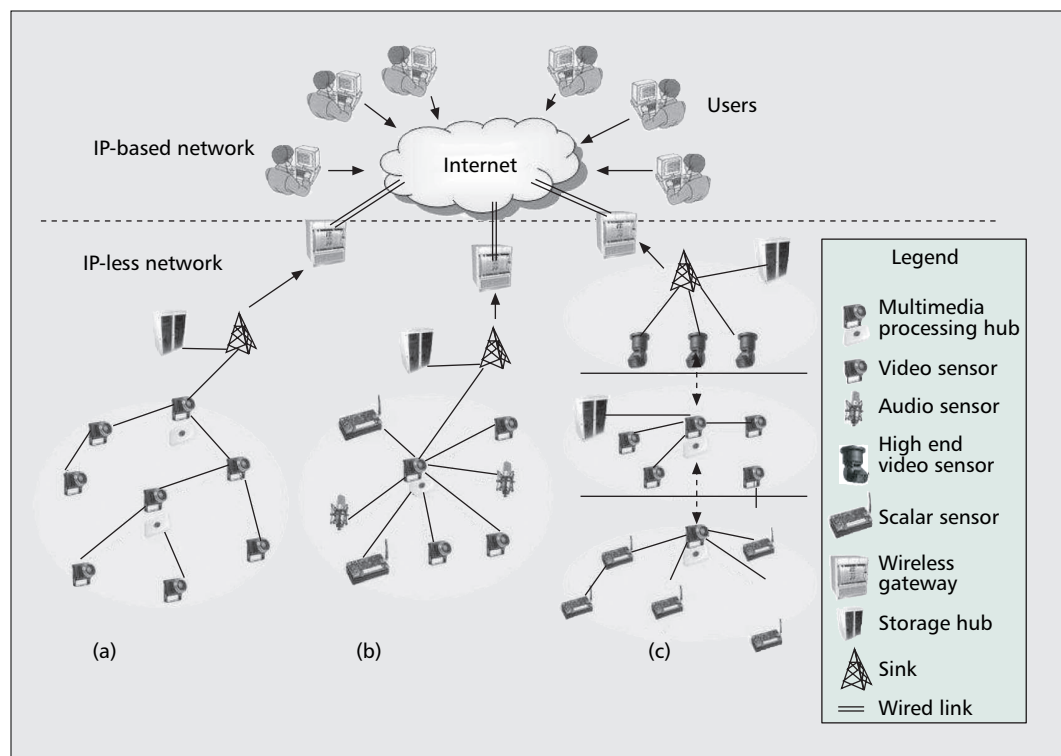 Users
IP-based network
Internet
IP-less network
Legend
Multimedia
processing hub
Video sensor
Audio sensor
High end
video sensor
Scalar sensor
Wireless
gateway
Storage hub
Sink
Wired link
(a)
(b)
(c)